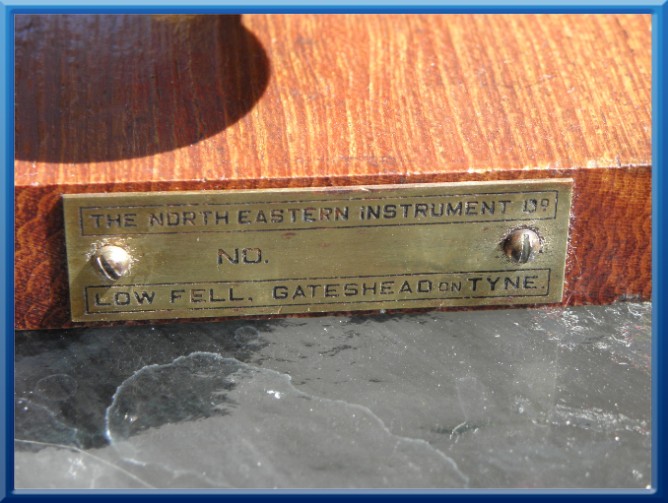 THE NORTH EASTERN INSTRUMENT Cº
NO.
LOW FELL. GATESHEAD ON TYNE.